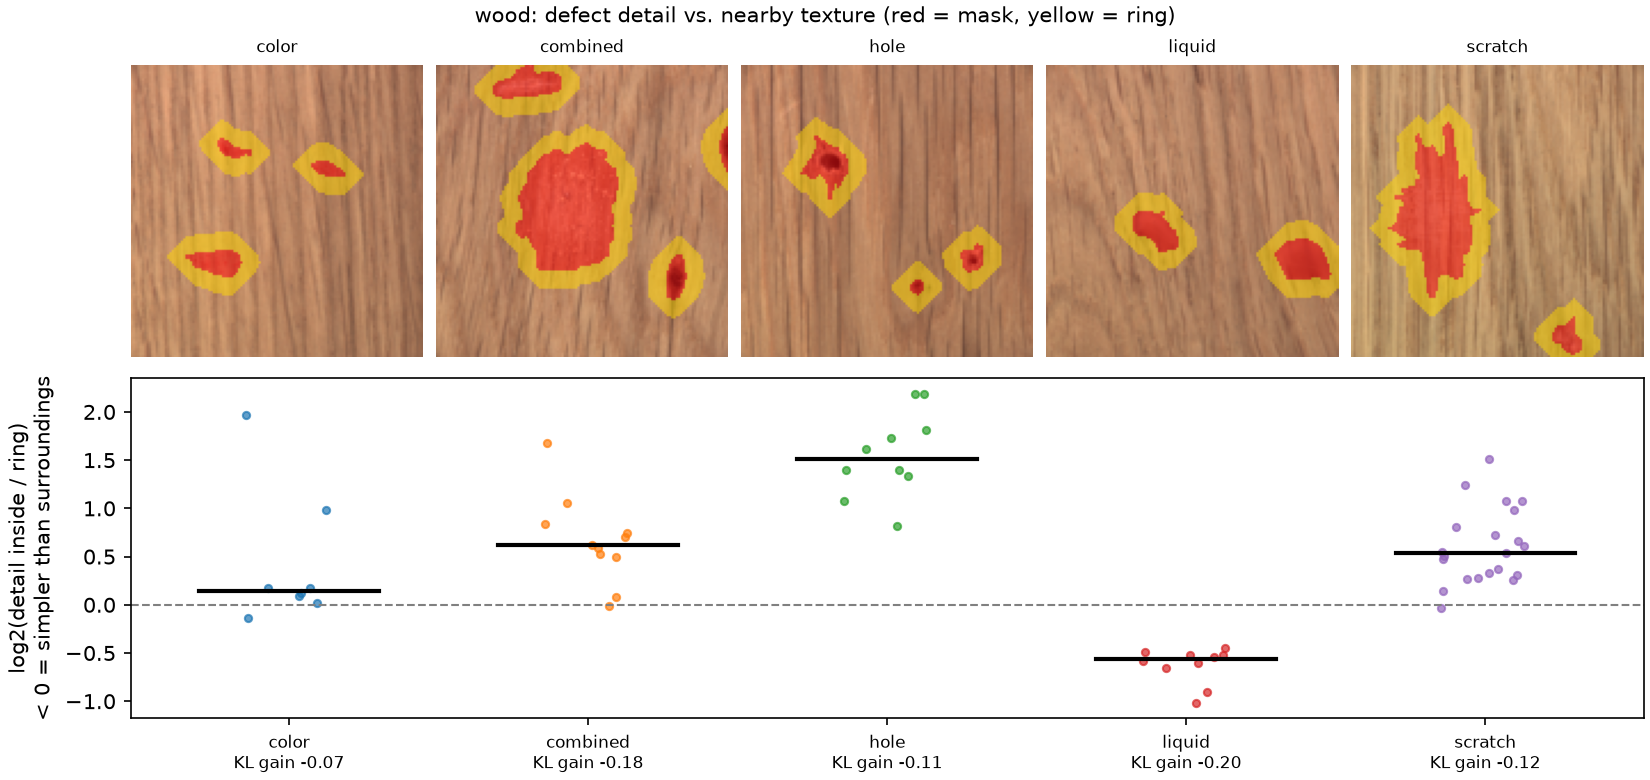 wood: defect detail vs. nearby texture (red = mask, yellow = ring)
color
combined
hole
liquid
scratch
log2(detail inside / ring)
< 0 = simpler than surroundings
2.0
1.5
1.0
0.5
0.0
−0.5
−1.0
color
KL gain -0.07
combined
KL gain -0.18
hole
KL gain -0.11
liquid
KL gain -0.20
scratch
KL gain -0.12